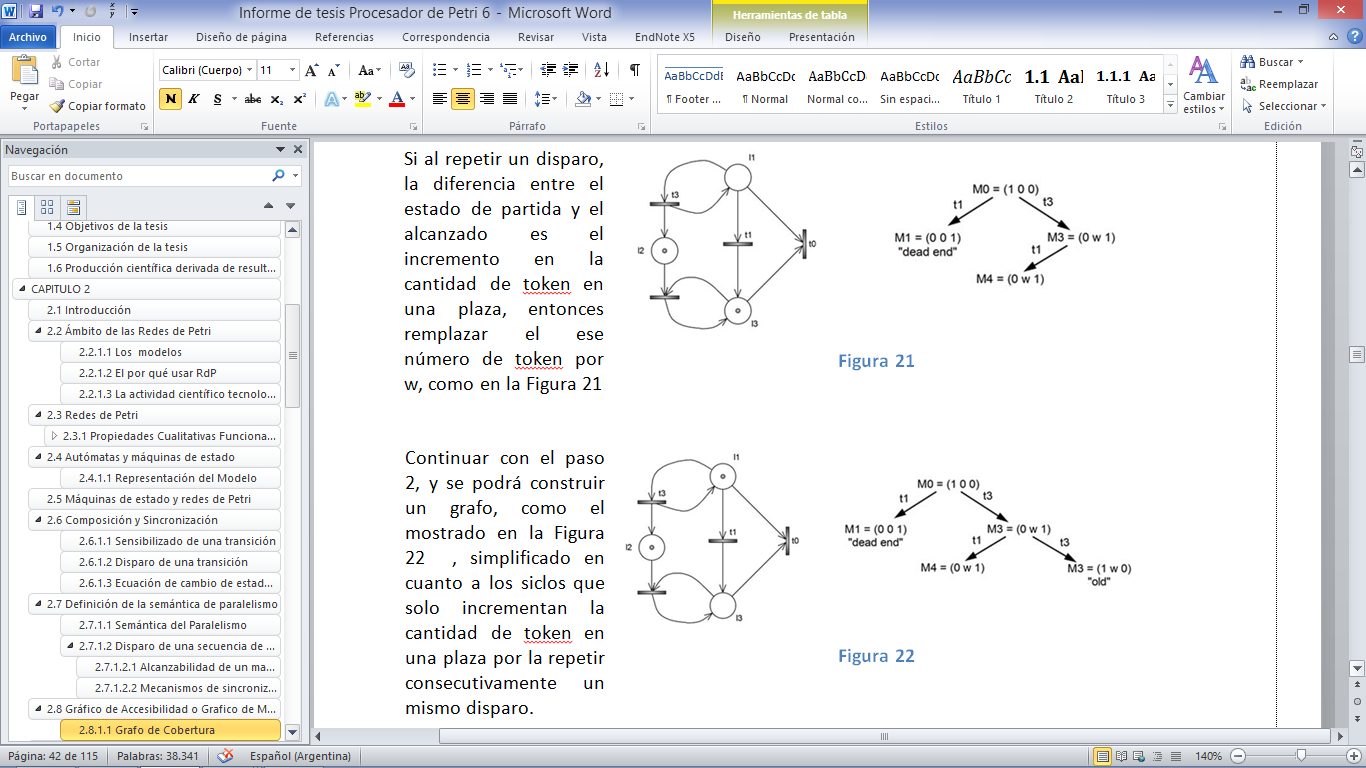 Informe de tesis Procesador de Petri 6 - Microsoft Word
Herramientas de tabla
Archivo Inicio Insertar Diseño de página Referencias Correspondencia Revisar Vista EndNote X5 Diseño Presentación
Pegar
Cortar
Copiar
Copiar formato
Portapapeles
Calibri (Cuerpo) 11
Fuente
Párrafo
AaBbCcDdE AaBbCcDc AaBbCcD AaBbCcDc AaBbCc 1.1 Aal 1.1.1 Aa
¶ Footer ... ¶ Normal Normal co... Sin espaci... Título 1 Título 2 Título 3
Cambiar estilos
Estilos
Buscar
Reemplazar
Seleccionar
Edición
Navegación
Buscar en documento
1.4 Objetivos de la tesis
1.5 Organización de la tesis
1.6 Producción científica derivada de result...
CAPITULO 2
2.1 Introducción
2.2 Ámbito de las Redes de Petri
2.2.1.1 Los modelos
2.2.1.2 El por qué usar RdP
2.2.1.3 La actividad científico tecnolo...
2.3 Redes de Petri
2.3.1 Propiedades Cualitativas Funciona...
2.4 Autómatas y máquinas de estado
2.4.1.1 Representación del Modelo
2.5 Máquinas de estado y redes de Petri
2.6 Composición y Sincronización
2.6.1.1 Sensibilizado de una transición
2.6.1.2 Disparo de una transición
2.6.1.3 Ecuación de cambio de estad...
2.7 Definición de la semántica de paralelismo
2.7.1.1 Semántica del Paralelismo
2.7.1.2 Disparo de una secuencia de ...
2.7.1.2.1 Alcanzabilidad de un ma...
2.7.1.2.2 Mecanismos de sincroniz...
2.8 Gráfico de Accesibilidad o Grafico de M...
2.8.1.1 Grafo de Cobertura
Si al repetir un disparo,
la diferencia entre el
estado de partida y el
alcanzado es el
incremento en la
cantidad de token en
una plaza, entonces
remplazar el ese
número de token por
w, como en la Figura 21
l1
t3
t1
t0
l2
l3
M0 = (1 0 0)
t1 t3
M1 = (0 0 1) M3 = (0 w 1)
"dead end" t1
M4 = (0 w 1)
Figura 21
Continuar con el paso
2, y se podrá construir
un grafo, como el
mostrado en la Figura
22 , simplificado en
cuanto a los siclos que
solo incrementan la
cantidad de token en
una plaza por la repetir
consecutivamente un
mismo disparo.
l1
t3
t1
t0
l2
l3
M0 = (1 0 0)
t1 t3
M1 = (0 0 1) M3 = (0 w 1)
"dead end" t1 t3
M4 = (0 w 1) M3 = (1 w 0)
"old"
Figura 22
Página: 42 de 115 Palabras: 38.341 Español (Argentina) 140%